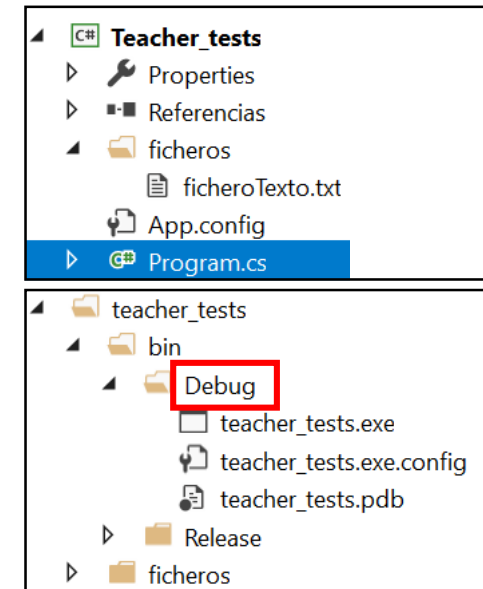 C# Teacher_tests
Properties
Referencias
ficheros
ficheroTexto.txt
App.config
C# Program.cs
teacher_tests
bin
Debug
teacher_tests.exe
teacher_tests.exe.config
teacher_tests.pdb
Release
ficheros